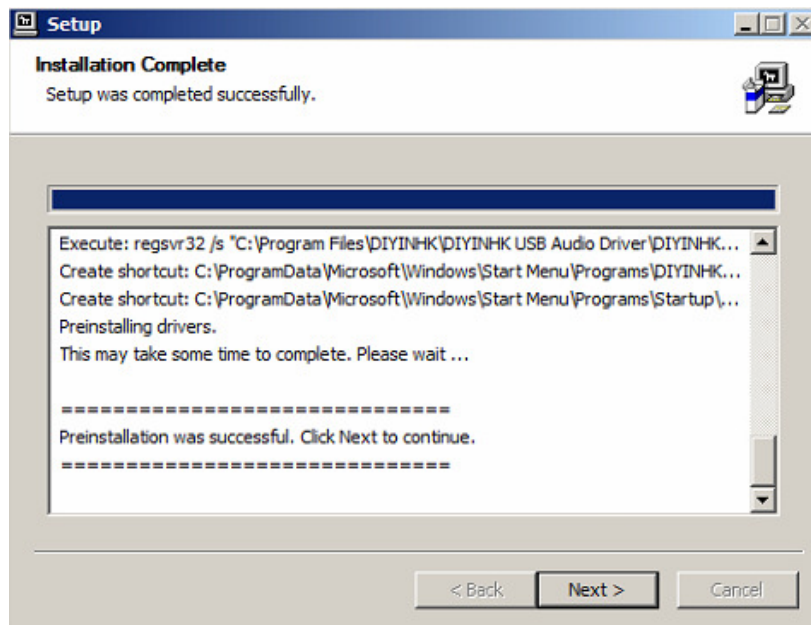 Setup
Installation Complete
Setup was completed successfully.
Execute: regsvr32 /s "C:\Program Files\DIYINHK\DIYINHK USB Audio Driver\DIYINHK...
Create shortcut: C:\ProgramData\Microsoft\Windows\Start Menu\Programs\DIYINHK...
Create shortcut: C:\ProgramData\Microsoft\Windows\Start Menu\Programs\Startup\...
Preinstalling drivers.
This may take some time to complete. Please wait ...
==============================
Preinstallation was successful. Click Next to continue.
==============================
< Back
Next >
Cancel